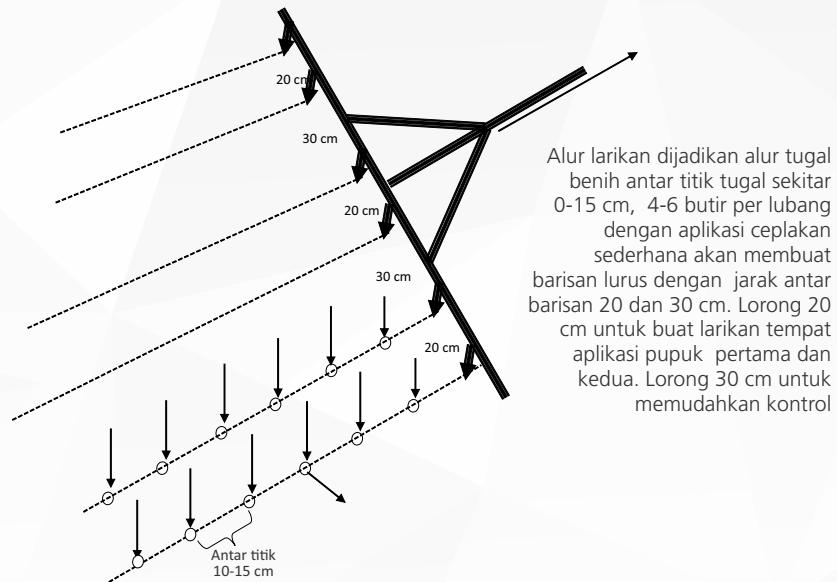 20 cm
30 cm
20 cm
30 cm
20 cm
Antar titik
10-15 cm
Alur larikan dijadikan alur tugal
benih antar titik tugal sekitar
0-15 cm, 4-6 butir per lubang
dengan aplikasi ceplakan
sederhana akan membuat
barisan lurus dengan jarak antar
barisan 20 dan 30 cm. Lorong 20
cm untuk buat larikan tempat
aplikasi pupuk pertama dan
kedua. Lorong 30 cm untuk
memudahkan kontrol